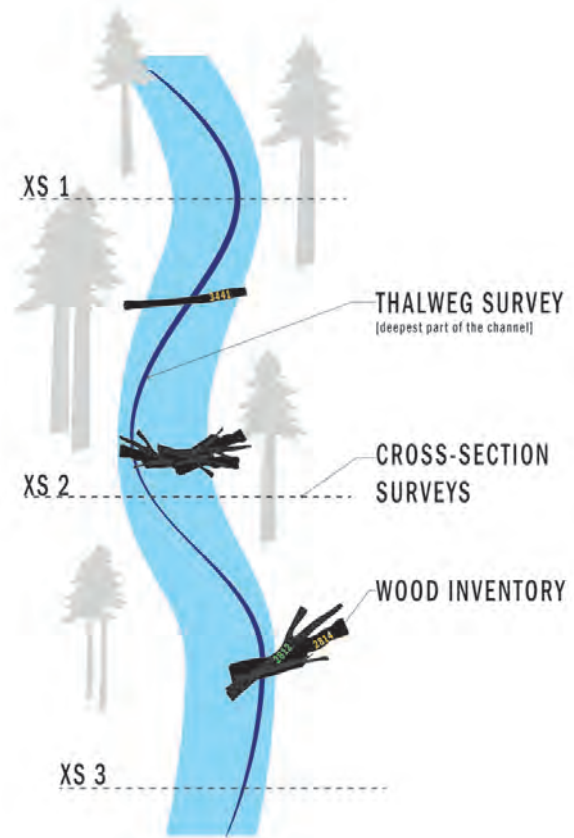 XS 1
3441
THALWEG SURVEY
[deepest part of the channel]
CROSS-SECTION
SURVEYS
XS 2
WOOD INVENTORY
2812
2814
XS 3